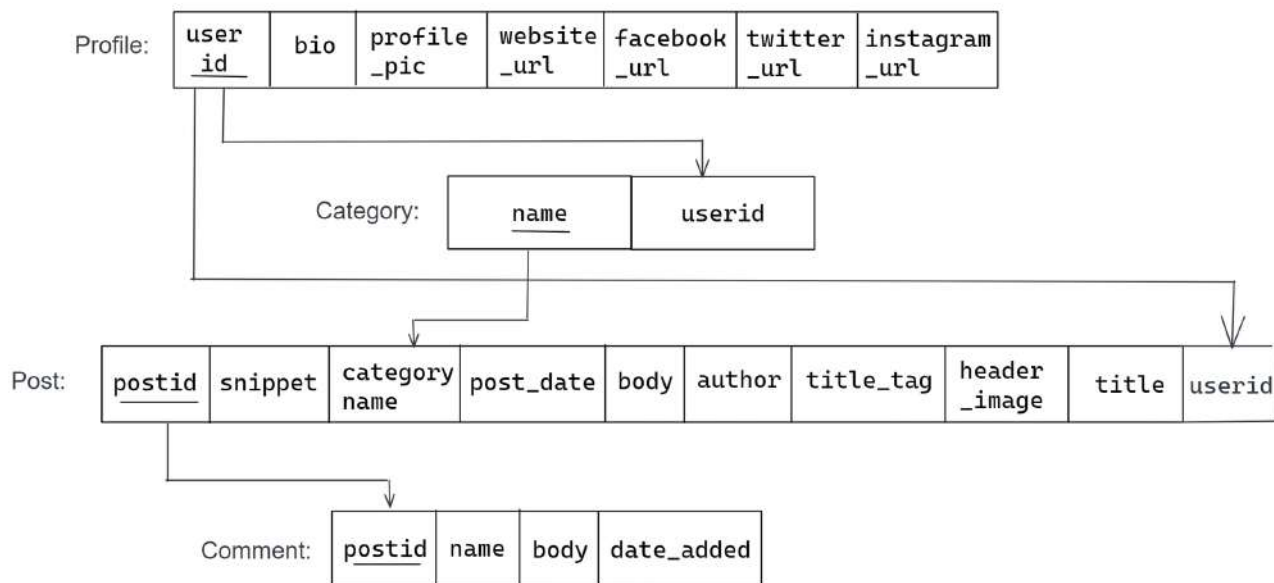 Profile:
user id
bio
profile _pic
website _url
facebook _url
twitter _url
instagram _url
Category:
name
userid
Post:
postid
snippet
category name
post_date
body
author
title_tag
header _image
title
userid
Comment:
postid
name
body
date_added